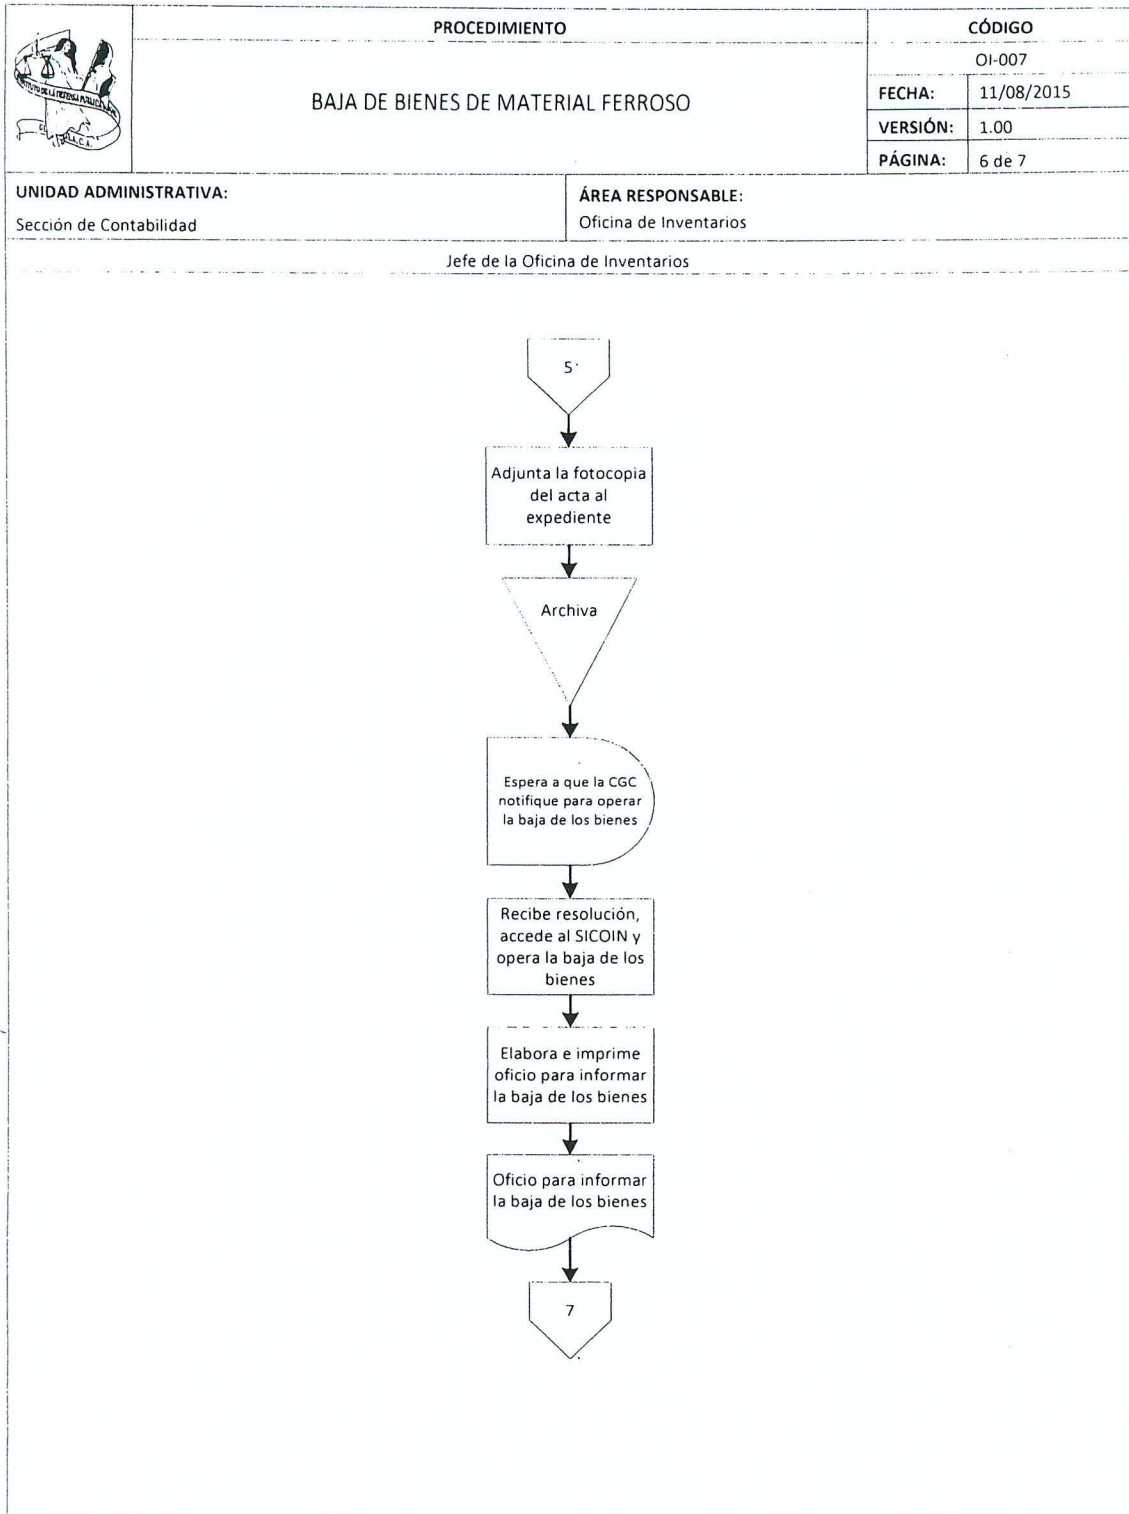 PROCEDIMIENTO
CÓDIGO
OI-007
BAJA DE BIENES DE MATERIAL FERROSO
FECHA: 11/08/2015
VERSIÓN: 1.00
PÁGINA: 6 de 7
UNIDAD ADMINISTRATIVA:
Sección de Contabilidad
ÁREA RESPONSABLE:
Oficina de Inventarios
Jefe de la Oficina de Inventarios
5
Adjunta la fotocopia
del acta al
expediente
Archiva
Espera a que la CGC
notifique para operar
la baja de los bienes
Recibe resolución,
accede al SICOIN y
opera la baja de los
bienes
Elabora e imprime
oficio para informar
la baja de los bienes
Oficio para informar
la baja de los bienes
7